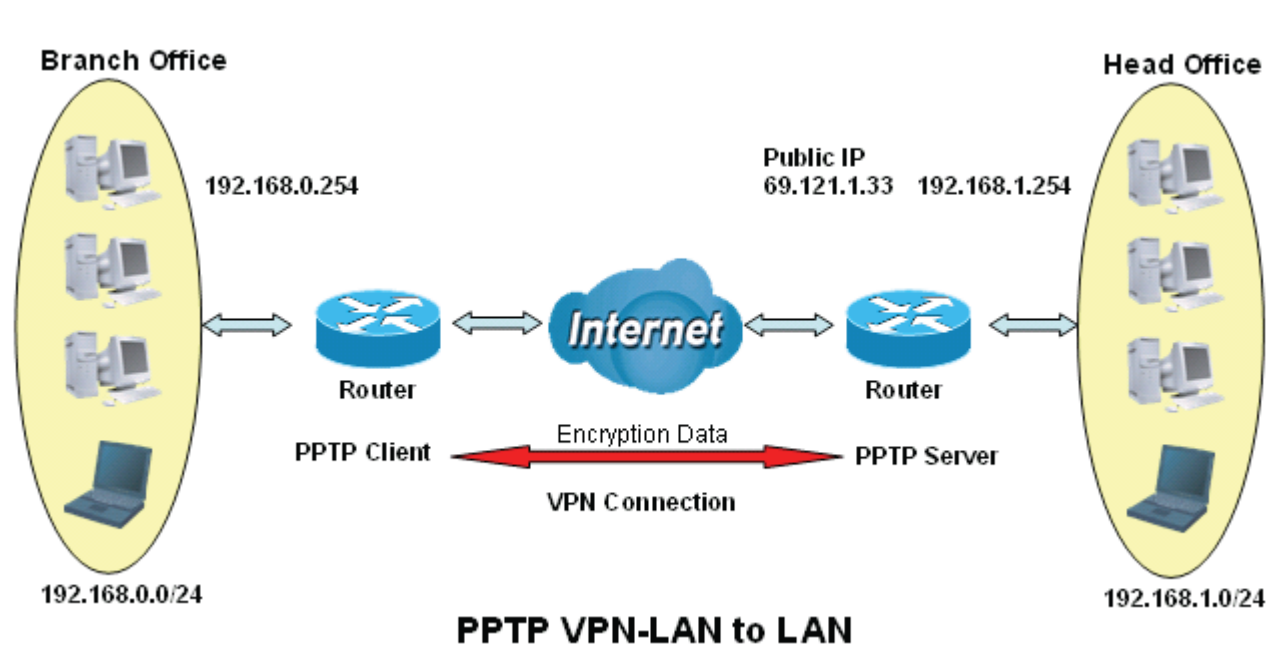 Branch Office
Head Office
Public IP
192.168.0.254
69.121.1.33 192.168.1.254
Internet
Router
Router
Encryption Data
PPTP Client
PPTP Server
VPN Connection
192.168.0.0/24
192.168.1.0/24
PPTP VPN-LAN to LAN